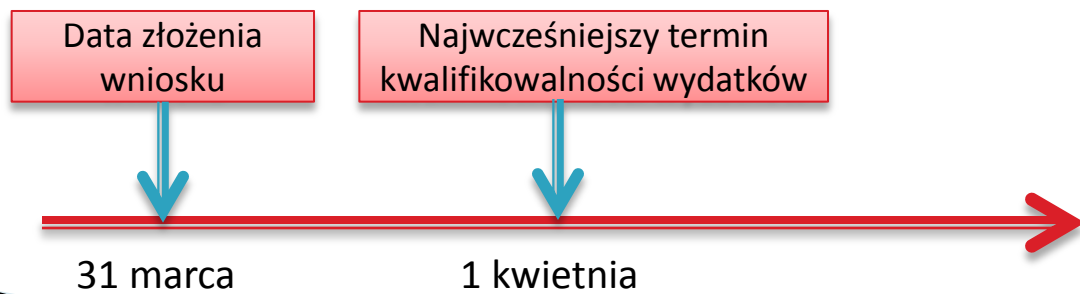 Data złożenia
wniosku
Najwcześniejszy termin
kwalifikowalności wydatków
31 marca
1 kwietnia